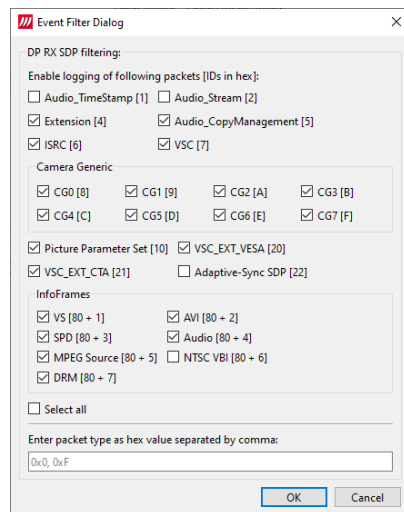 Event Filter Dialog
DP RX SDP filtering:
Enable logging of following packets [IDs in hex]:
Audio_TimeStamp [1] Audio_Stream [2]
Extension [4] Audio_CopyManagement [5]
ISRC [6] VSC [7]
Camera Generic
CG0 [8] CG1 [9] CG2 [A] CG3 [B]
CG4 [C] CG5 [D] CG6 [E] CG7 [F]
Picture Parameter Set [10] VSC_EXT_VESA [20]
VSC_EXT_CTA [21] Adaptive-Sync SDP [22]
InfoFrames
VS [80 + 1] AVI [80 + 2]
SPD [80 + 3] Audio [80 + 4]
MPEG Source [80 + 5] NTSC VBI [80 + 6]
DRM [80 + 7]
Select all
Enter packet type as hex value separated by comma:
0x0, 0xF
OK Cancel